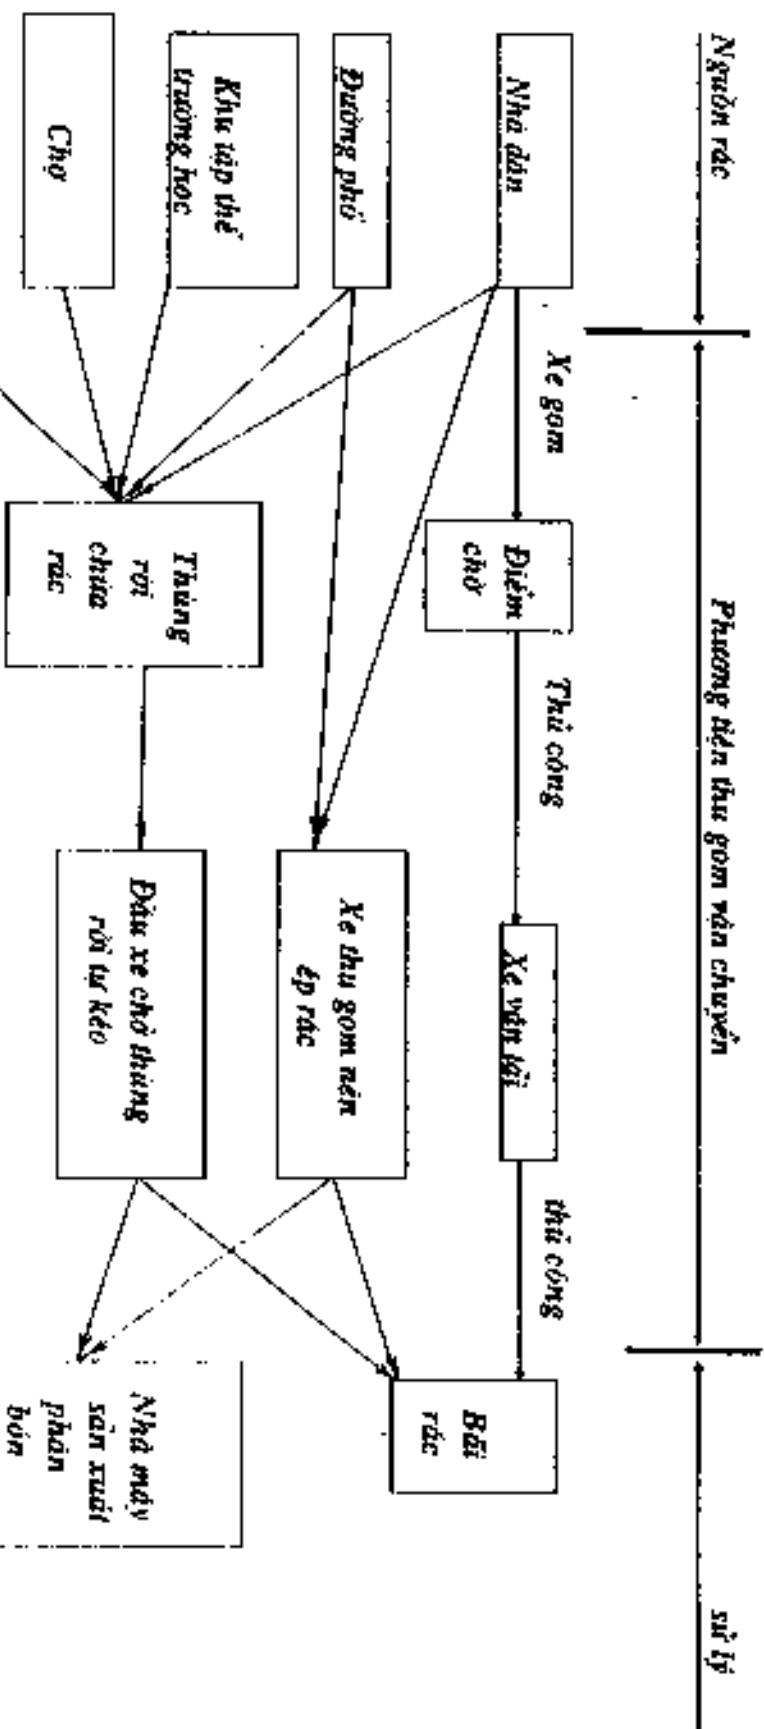 Nguồn rác
Phương tiện thu gom vận chuyển
sử lý
Nhà dân
Xe gom
Điểm
chờ
Thủ công
Xe vận tải
thủ công
Bãi
rác
Đường phố
Xe thu gom nén
ép rác
Khu tập thể
trường học
Chợ
Thùng
rời
chứa
rác
Đầu xe chở thùng
rời tự kéo
Nhà máy
sản xuất
phân
bón